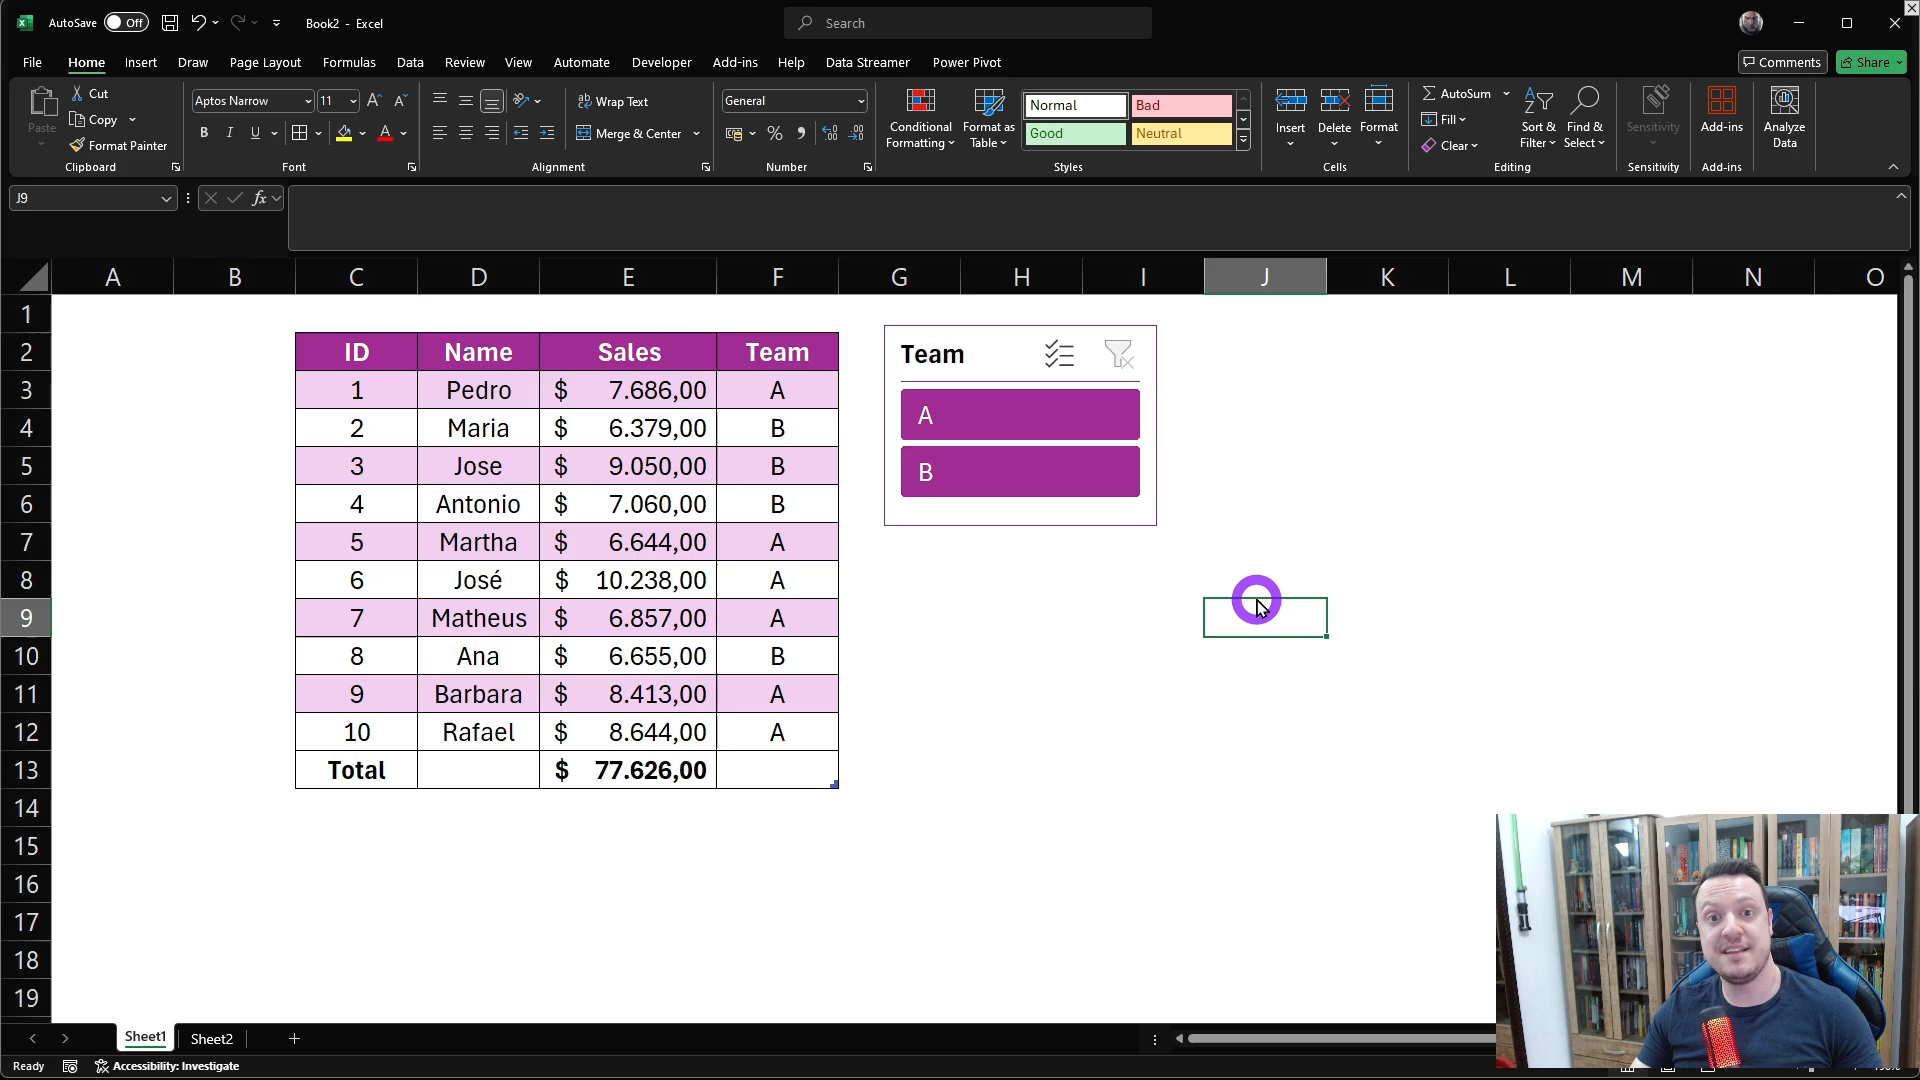 AutoSave Off Book2 - Excel Search
File Home Insert Draw Page Layout Formulas Data Review View Automate Developer Add-ins Help Data Streamer Power Pivot Comments Share
Paste Cut Copy Format Painter Clipboard
Aptos Narrow 11 B I U A Font
ab Wrap Text Merge & Center Alignment
General % Number
Conditional Formatting Format as Table Normal Bad Good Neutral Styles
Insert Delete Format Cells
AutoSum Fill Clear Sort & Filter Find & Select Editing
Sensitivity Sensitivity
Add-ins Add-ins
Analyze Data
J9 fx
A B C D E F G H I J K L M N O
1
2 ID Name Sales Team
3 1 Pedro $ 7.686,00 A
4 2 Maria $ 6.379,00 B
5 3 Jose $ 9.050,00 B
6 4 Antonio $ 7.060,00 B
7 5 Martha $ 6.644,00 A
8 6 José $ 10.238,00 A
9 7 Matheus $ 6.857,00 A
10 8 Ana $ 6.655,00 B
11 9 Barbara $ 8.413,00 A
12 10 Rafael $ 8.644,00 A
13 Total $ 77.626,00
14
15
16
17
18
19
Team
A
B
Sheet1 Sheet2
Ready Accessibility: Investigate